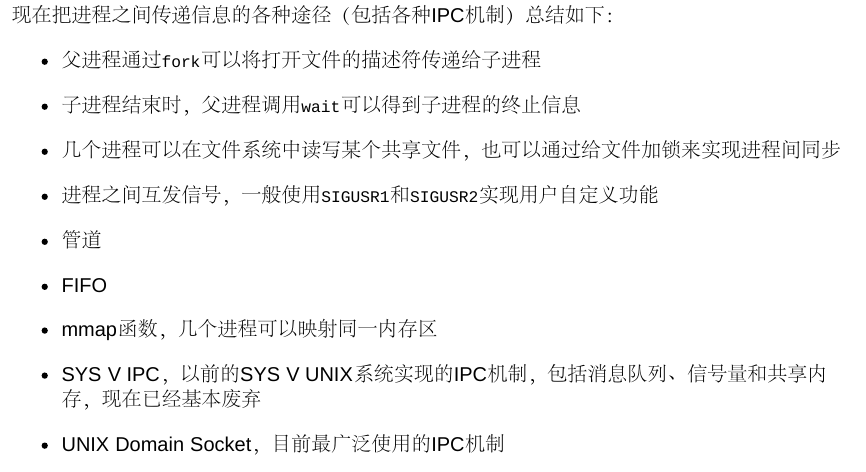 现在把进程之间传递信息的各种途径（包括各种IPC机制）总结如下：
• 父进程通过fork可以将打开文件的描述符传递给子进程
• 子进程结束时，父进程调用wait可以得到子进程的终止信息
• 几个进程可以在文件系统中读写某个共享文件，也可以通过给文件加锁来实现进程间同步
• 进程之间互发信号，一般使用SIGUSR1和SIGUSR2实现用户自定义功能
• 管道
• FIFO
• mmap函数，几个进程可以映射同一内存区
• SYS V IPC，以前的SYS V UNIX系统实现的IPC机制，包括消息队列、信号量和共享内
存，现在已经基本废弃
• UNIX Domain Socket，目前最广泛使用的IPC机制